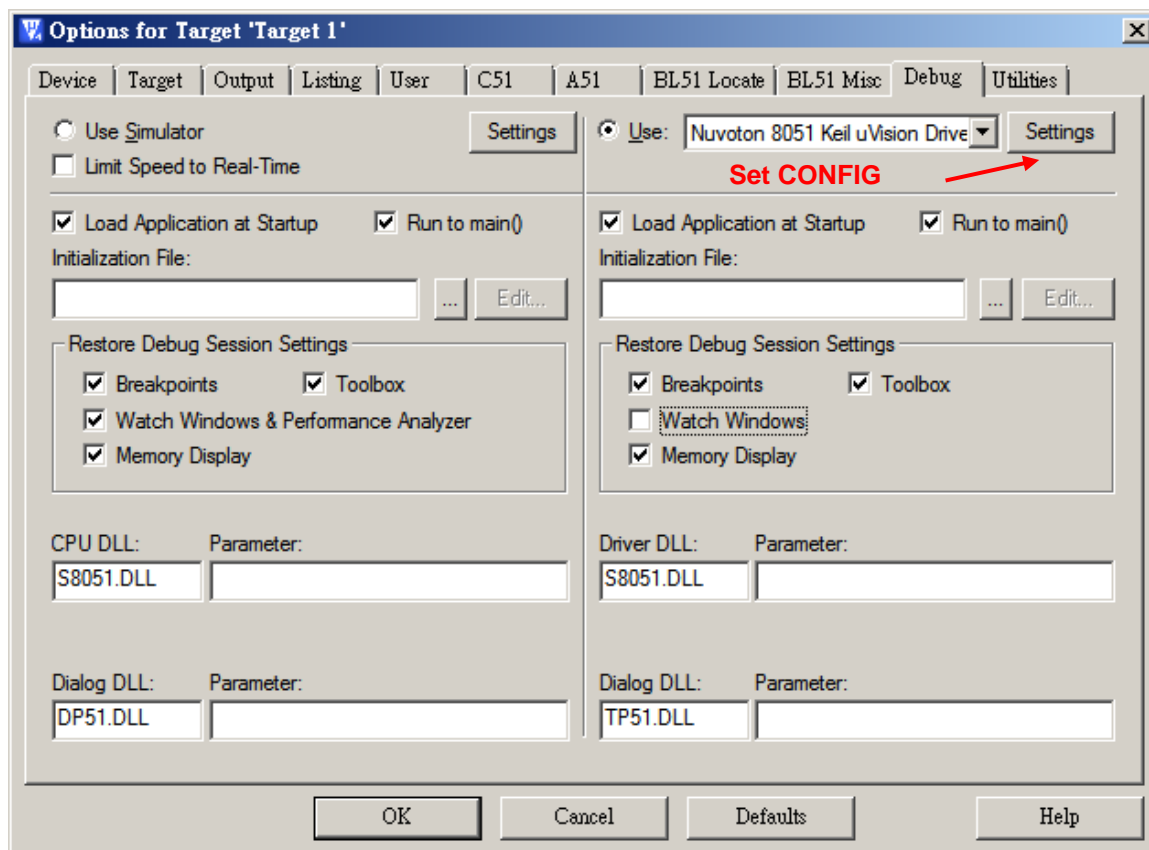 Options for Target 'Target 1'
Device Target Output Listing User C51 A51 BL51 Locate BL51 Misc Debug Utilities
Use Simulator Settings Use: Nuvoton 8051 Keil uVision Drive Settings
Limit Speed to Real-Time
Set CONFIG
Load Application at Startup Run to main() Load Application at Startup Run to main()
Initialization File: Initialization File:
... Edit... ... Edit...
Restore Debug Session Settings Restore Debug Session Settings
Breakpoints Toolbox Breakpoints Toolbox
Watch Windows & Performance Analyzer Watch Windows
Memory Display Memory Display
CPU DLL: Parameter: Driver DLL: Parameter:
S8051.DLL S8051.DLL
Dialog DLL: Parameter: Dialog DLL: Parameter:
DP51.DLL TP51.DLL
OK Cancel Defaults Help